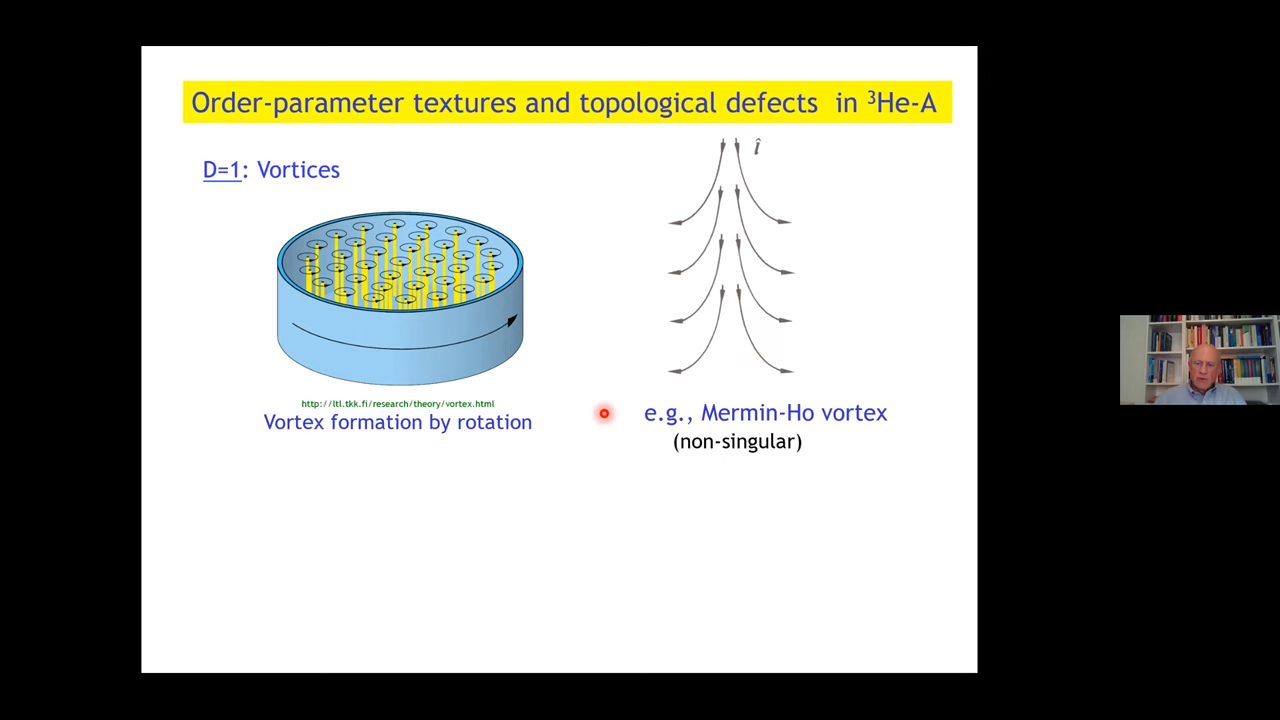 Order-parameter textures and topological defects in ³He-A
D=1: Vortices
l̂
http://ltl.tkk.fi/research/theory/vortex.html
Vortex formation by rotation
e.g., Mermin-Ho vortex
(non-singular)